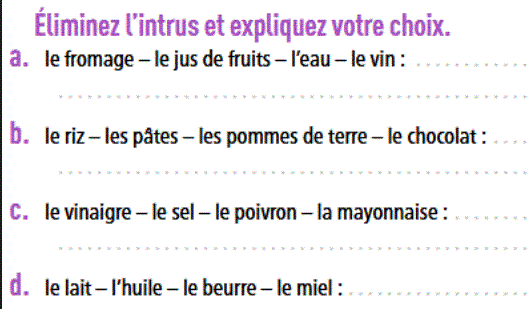 Éliminez l'intrus et expliquez votre choix.
a. le fromage – le jus de fruits – l'eau – le vin : ............
............................................................
b. le riz – les pâtes – les pommes de terre – le chocolat : ....
............................................................
c. le vinaigre – le sel – le poivron – la mayonnaise : ........
............................................................
d. le lait – l'huile – le beurre – le miel : ..................